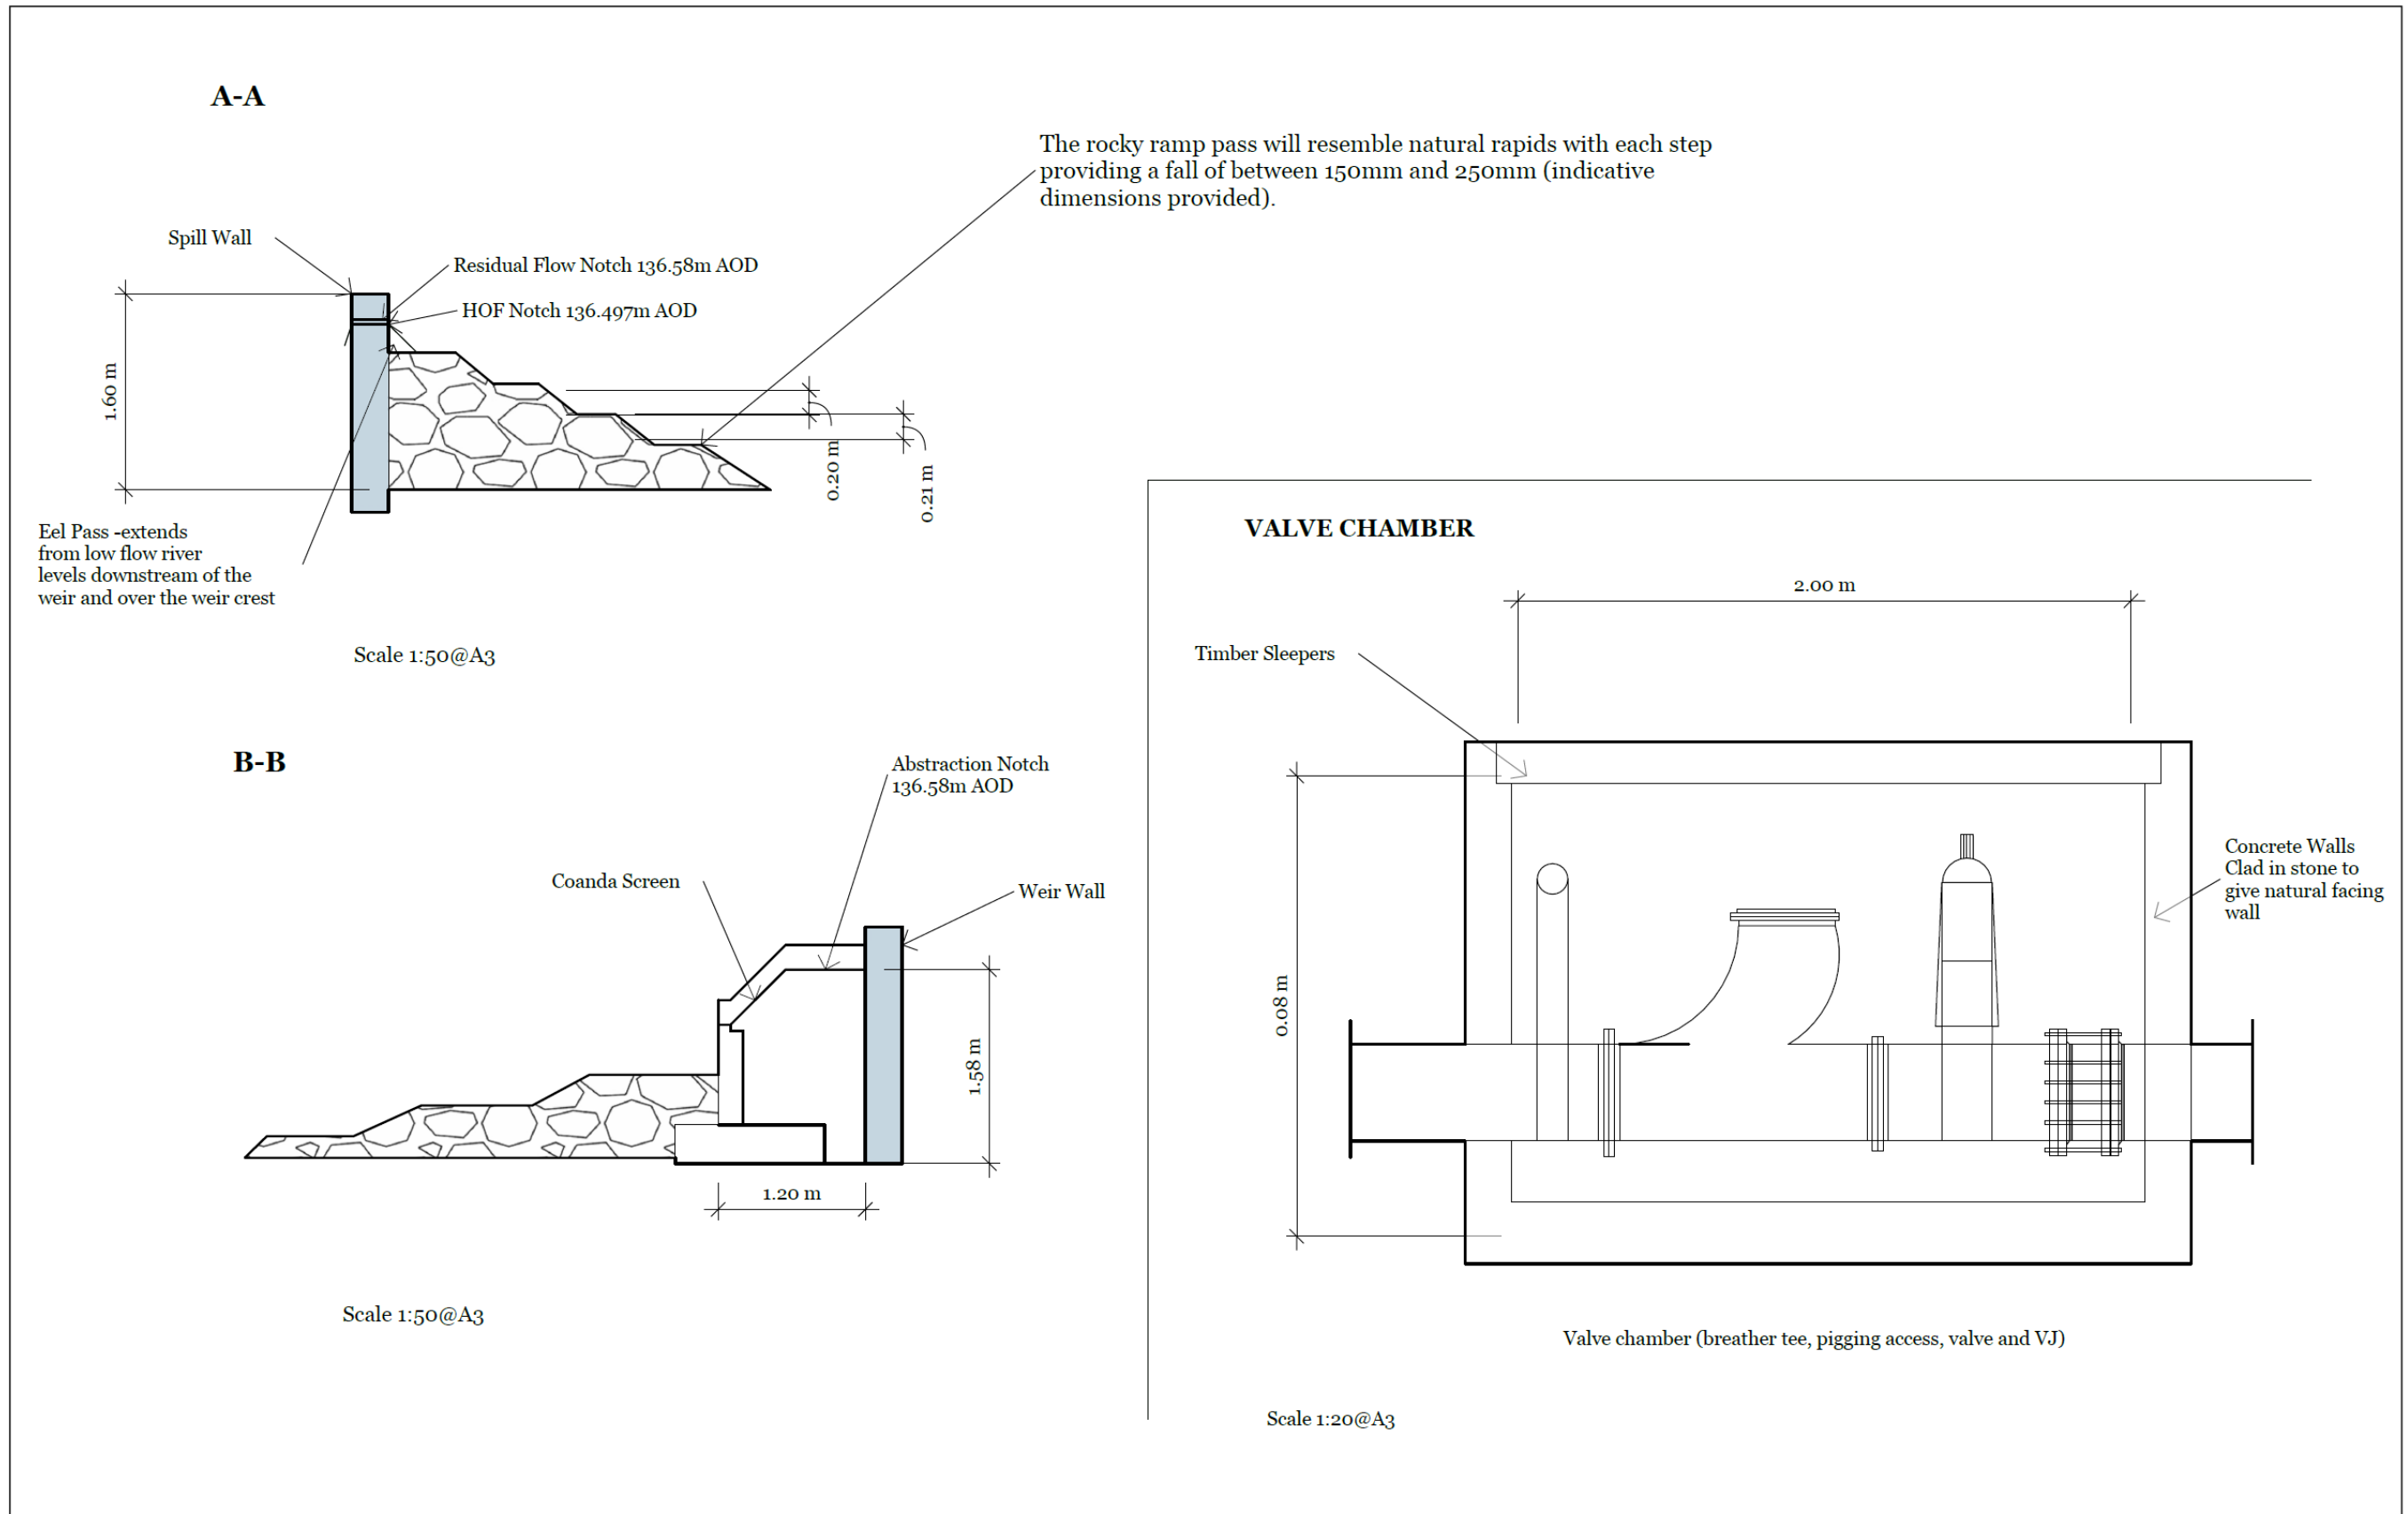 A-A
The rocky ramp pass will resemble natural rapids with each step
providing a fall of between 150mm and 250mm (indicative
dimensions provided).
Spill Wall
Residual Flow Notch 136.58m AOD
HOF Notch 136.497m AOD
1.60 m
0.20 m
0.21 m
Eel Pass -extends
from low flow river
levels downstream of the
weir and over the weir crest
Scale 1:50@A3
B-B
Abstraction Notch
136.58m AOD
Coanda Screen
Weir Wall
1.58 m
1.20 m
Scale 1:50@A3
VALVE CHAMBER
2.00 m
Timber Sleepers
Concrete Walls
Clad in stone to
give natural facing
wall
0.08 m
Valve chamber (breather tee, pigging access, valve and VJ)
Scale 1:20@A3